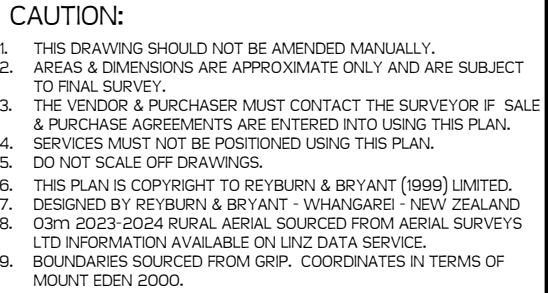 CAUTION:
1. THIS DRAWING SHOULD NOT BE AMENDED MANUALLY.
2. AREAS & DIMENSIONS ARE APPROXIMATE ONLY AND ARE SUBJECT
TO FINAL SURVEY.
3. THE VENDOR & PURCHASER MUST CONTACT THE SURVEYOR IF SALE
& PURCHASE AGREEMENTS ARE ENTERED INTO USING THIS PLAN.
4. SERVICES MUST NOT BE POSITIONED USING THIS PLAN.
5. DO NOT SCALE OFF DRAWINGS.
6. THIS PLAN IS COPYRIGHT TO REYBURN & BRYANT (1999) LIMITED.
7. DESIGNED BY REYBURN & BRYANT - WHANGAREI - NEW ZEALAND
8. 03m 2023-2024 RURAL AERIAL SOURCED FROM AERIAL SURVEYS
LTD INFORMATION AVAILABLE ON LINZ DATA SERVICE.
9. BOUNDARIES SOURCED FROM GRIP. COORDINATES IN TERMS OF
MOUNT EDEN 2000.